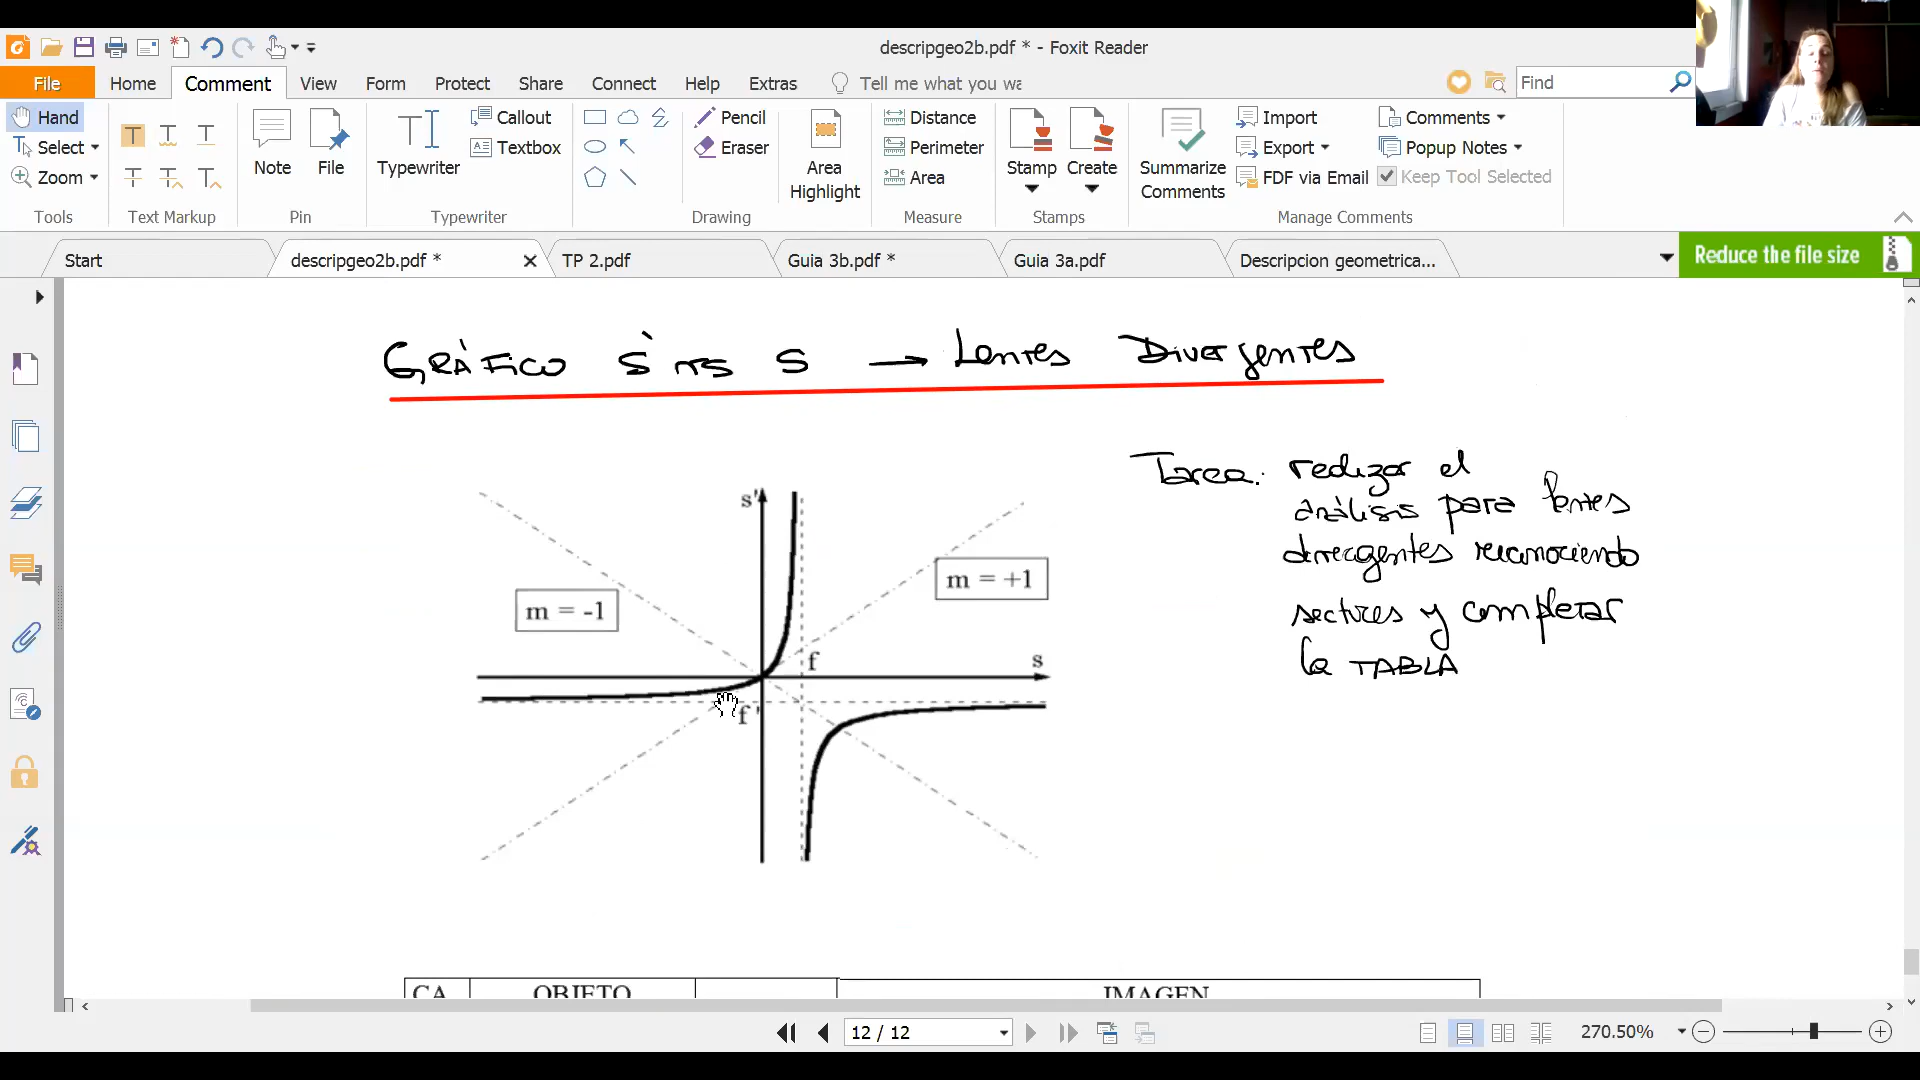 descripgeo2b.pdf * - Foxit Reader
File Home Comment View Form Protect Share Connect Help Extras Tell me what you wa Find
Hand
Select
Zoom
Tools
Text Markup
Note
File
Pin
Typewriter
Typewriter
Callout
Textbox
Pencil
Eraser
Drawing
Area
Highlight
Distance
Perimeter
Area
Measure
Stamp
Create
Stamps
Summarize
Comments
Import
Export
FDF via Email
Comments
Popup Notes
Keep Tool Selected
Manage Comments
Start descripgeo2b.pdf * TP 2.pdf Guia 3b.pdf * Guia 3a.pdf Descripcion geometrica... Reduce the file size
GRÁFICO s' vs s → Lentes Divergentes
Tarea: realizar el
análisis para lentes
divergentes reconociendo
sectores y completar
la TABLA
s'
m = +1
m = -1
f
s
f'
CA OBJETO IMAGEN
12 / 12
270.50%